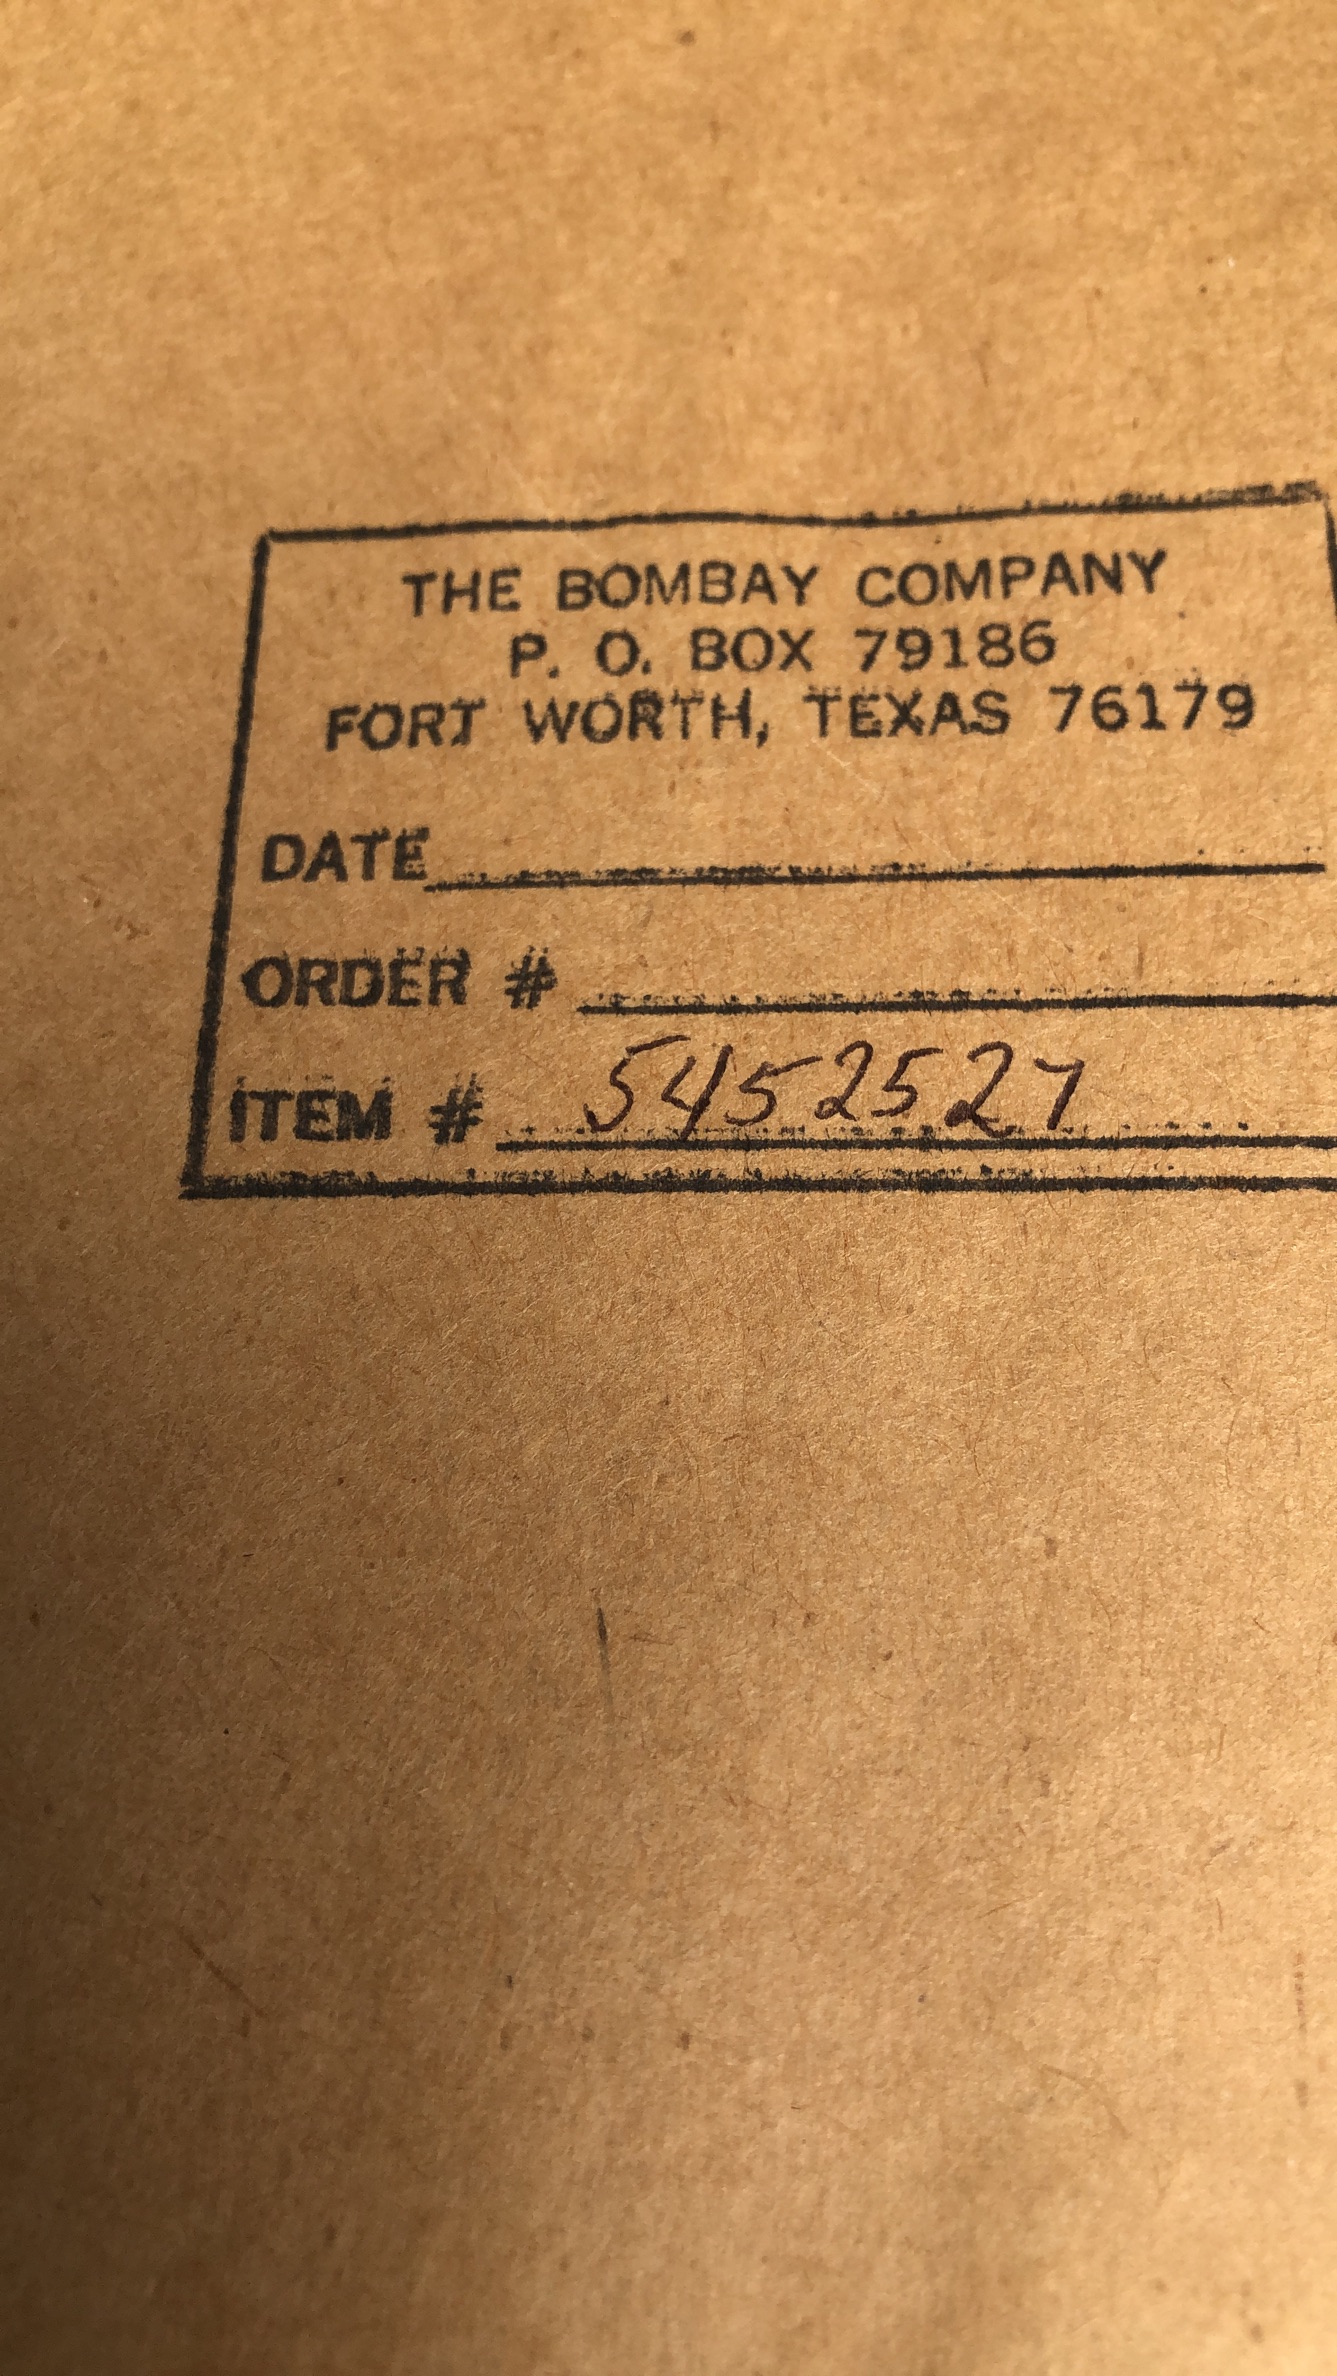 THE BOMBAY COMPANY
P. O. BOX 79186
FORT WORTH, TEXAS 76179
DATE
ORDER #
ITEM # 5452527